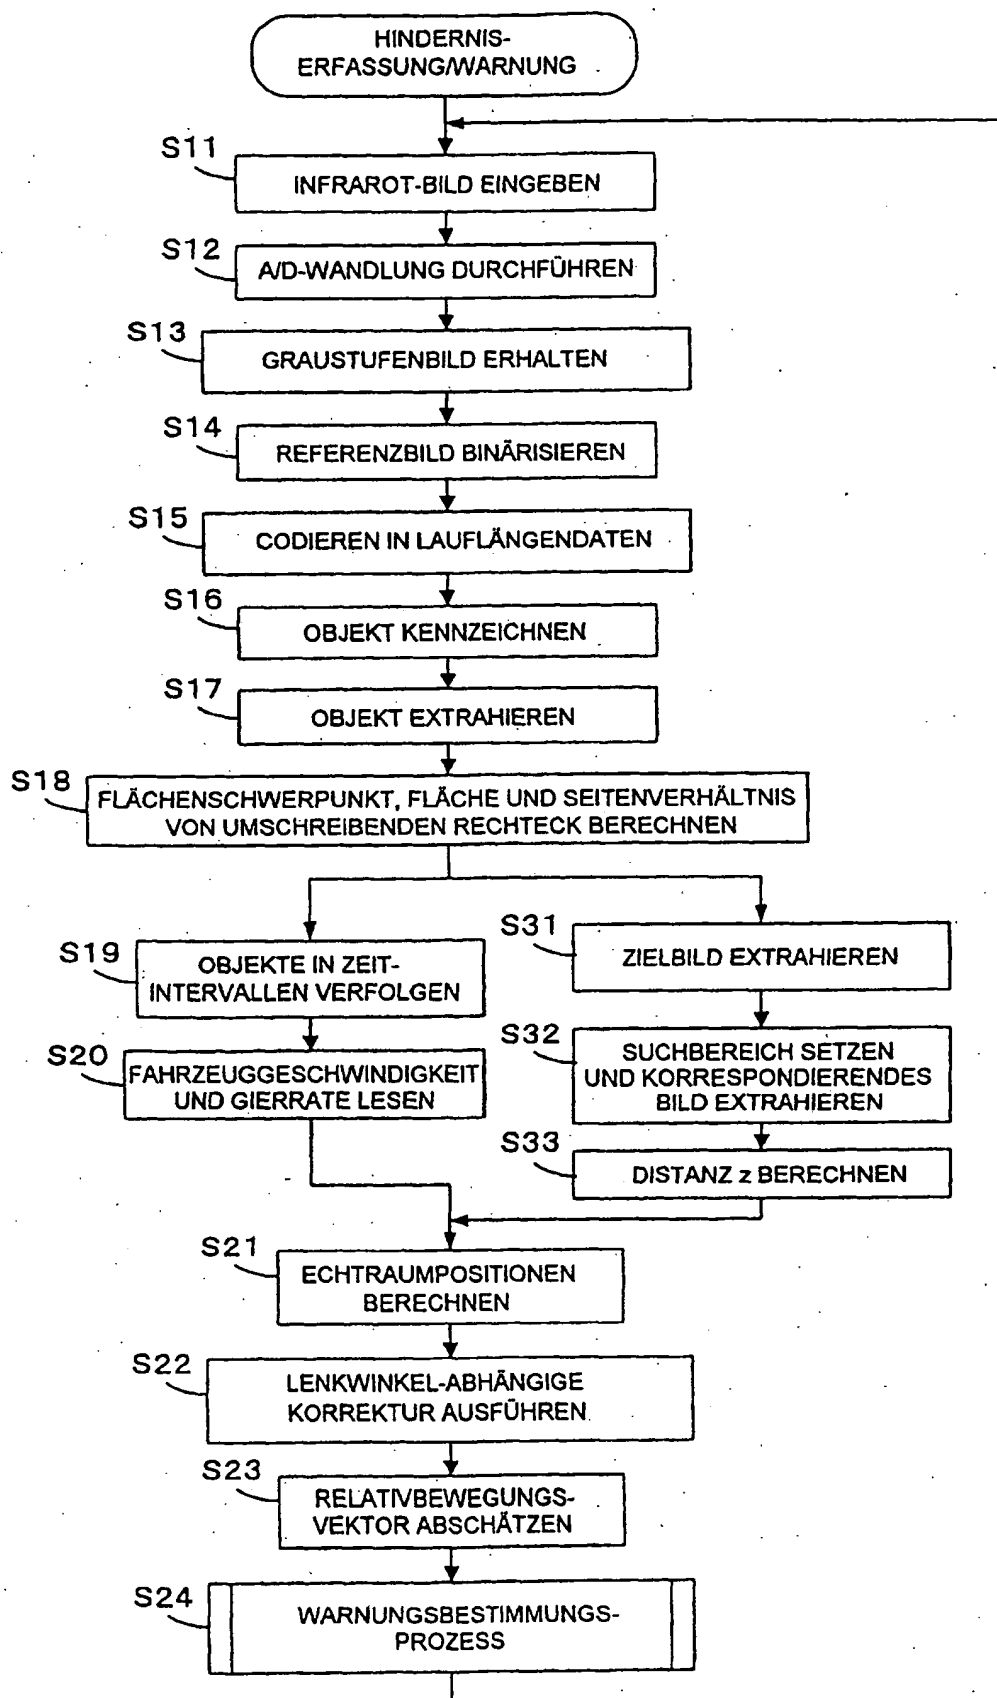 HINDERNIS-
ERFASSUNG/WARNUNG
S11
INFRAROT-BILD EINGEBEN
S12
A/D-WANDLUNG DURCHFÜHREN
S13
GRAUSTUFENBILD ERHALTEN
S14
REFERENZBILD BINÄRISIEREN
S15
CODIEREN IN LAUFLÄNGENDATEN
S16
OBJEKT KENNZEICHNEN
S17
OBJEKT EXTRAHIEREN
S18
FLÄCHENSCHWERPUNKT, FLÄCHE UND SEITENVERHÄLTNIS
VON UMSCHREIBENDEN RECHTECK BERECHNEN
S19
OBJEKTE IN ZEIT-
INTERVALLEN VERFOLGEN
S20
FAHRZEUGGESCHWINDIGKEIT
UND GIERRATE LESEN
S31
ZIELBILD EXTRAHIEREN
S32
SUCHBEREICH SETZEN
UND KORRESPONDIERENDES
BILD EXTRAHIEREN
S33
DISTANZ z BERECHNEN
S21
ECHTRAUMPOSITIONEN
BERECHNEN
S22
LENKWINKEL-ABHÄNGIGE
KORREKTUR AUSFÜHREN
S23
RELATIVBEWEGUNGS-
VEKTOR ABSCHÄTZEN
S24
WARNUNGSBESTIMMUNGS-
PROZESS